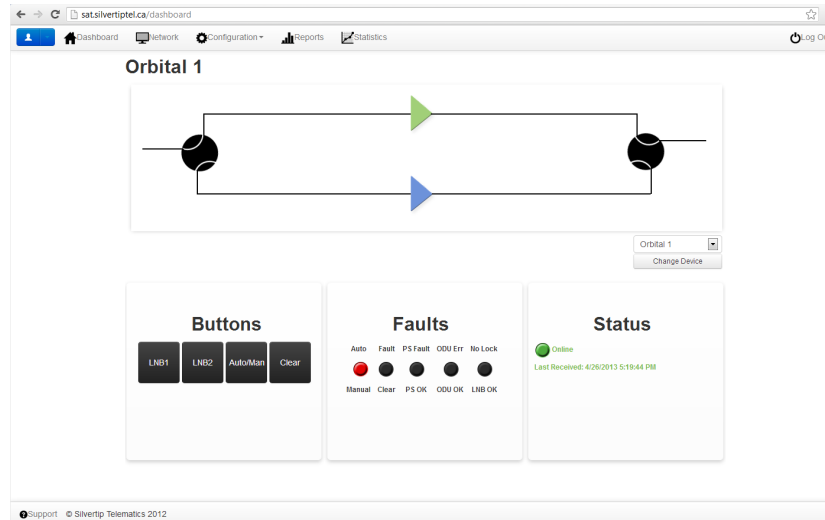 sat.silvertiptel.ca/dashboard
Dashboard Network Configuration Reports Statistics Log
Orbital 1
Orbital 1
Change Device
Buttons
LNB1 LNB2 Auto/Man Clear
Faults
Auto Fault PS Fault ODU Err No Lock
Manual Clear PS OK ODU OK LNB OK
Status
Online
Last Received: 4/26/2013 5:19:44 PM
Support © Silvertip Telematics 2012